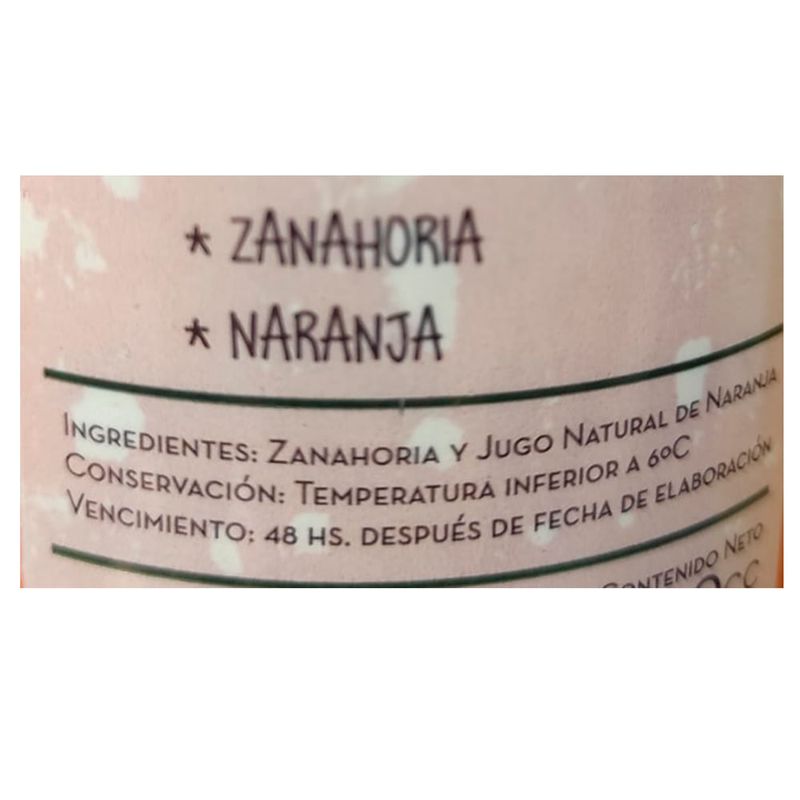 * ZANAHORIA
* NARANJA
INGREDIENTES: ZANAHORIA Y JUGO NATURAL DE NARANJA
CONSERVACIÓN: TEMPERATURA INFERIOR A 6ºC
VENCIMIENTO: 48 HS. DESPUÉS DE FECHA DE ELABORACIÓN
CONTENIDO NETO